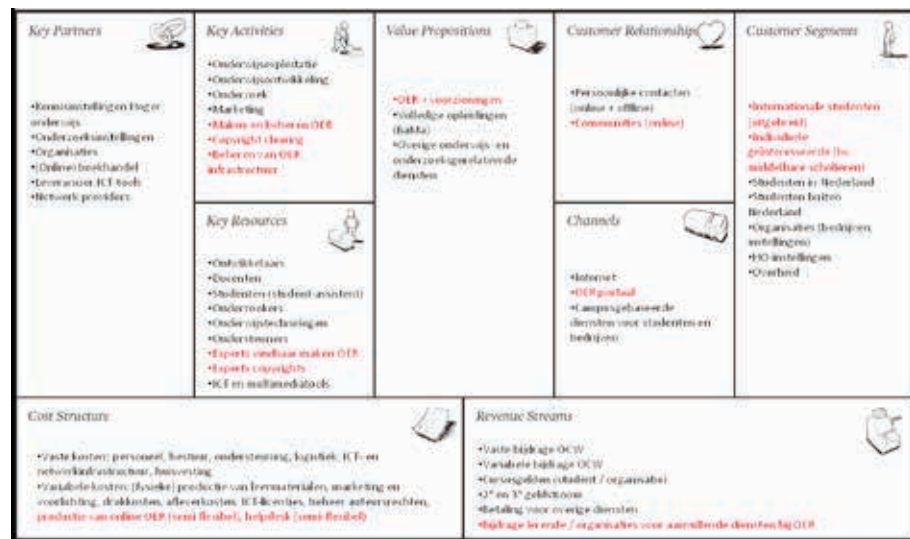 Key Partners
•Kennisinstellingen Hoger
onderwijs
•Onderzoeksinstellingen
•Organisaties
•(Online) boekhandel
•Leverancier ICT-tools
•Netwerk providers
Key Activities
•Onderwijsexploitatie
•Onderwijsontwikkeling
•Onderzoek
•Marketing
•Maken en beheren OER
•Copyright clearing
•Beheren van OER
infrastructuur
Key Resources
•Ontwikkelaars
•Docenten
•Studenten (student-assistent)
•Onderzoekers
•Onderwijstechnologen
•Ondersteuners
•Experts vindbaar maken OER
•Experts copyrights
•ICT en multimediatools
Value Propositions
•OER + voorzieningen
•Volledige opleidingen
(BaMa)
•Overige onderwijs- en
onderzoeksgerelateerde
diensten
Customer Relationships
•Persoonlijke contacten
(online + offline)
•Communities (online)
Channels
•Internet
•OER portaal
•Campusgebaseerde
diensten voor studenten en
bedrijven
Customer Segments
•Internationale studenten
(uitgebreid)
•Individuele
geïnteresseerde (bv.
middelbare scholieren)
•Studenten in Nederland
•Studenten buiten
Nederland
•Organisaties (bedrijven,
instellingen)
•HO-instellingen
•Overheid
Cost Structure
•Vaste kosten: personeel, bestuur, ondersteuning, logistiek, ICT- en
netwerkinfrastructuur, huisvesting
•Variabele kosten: (fysieke) productie van leermaterialen, marketing en
voorlichting, drukkosten, afleverkosten, ICT-licenties, beheer auteursrechten,
productie van online OER (semi flexibel), helpdesk (semi-flexibel)
Revenue Streams
•Vaste bijdrage OCW
•Variabele bijdrage OCW
•Cursusgelden (student / organisatie)
•2e en 3e geldstroom
•Betaling voor overige diensten
•Bijdrage lerende / organisaties voor aanvullende diensten bij OER